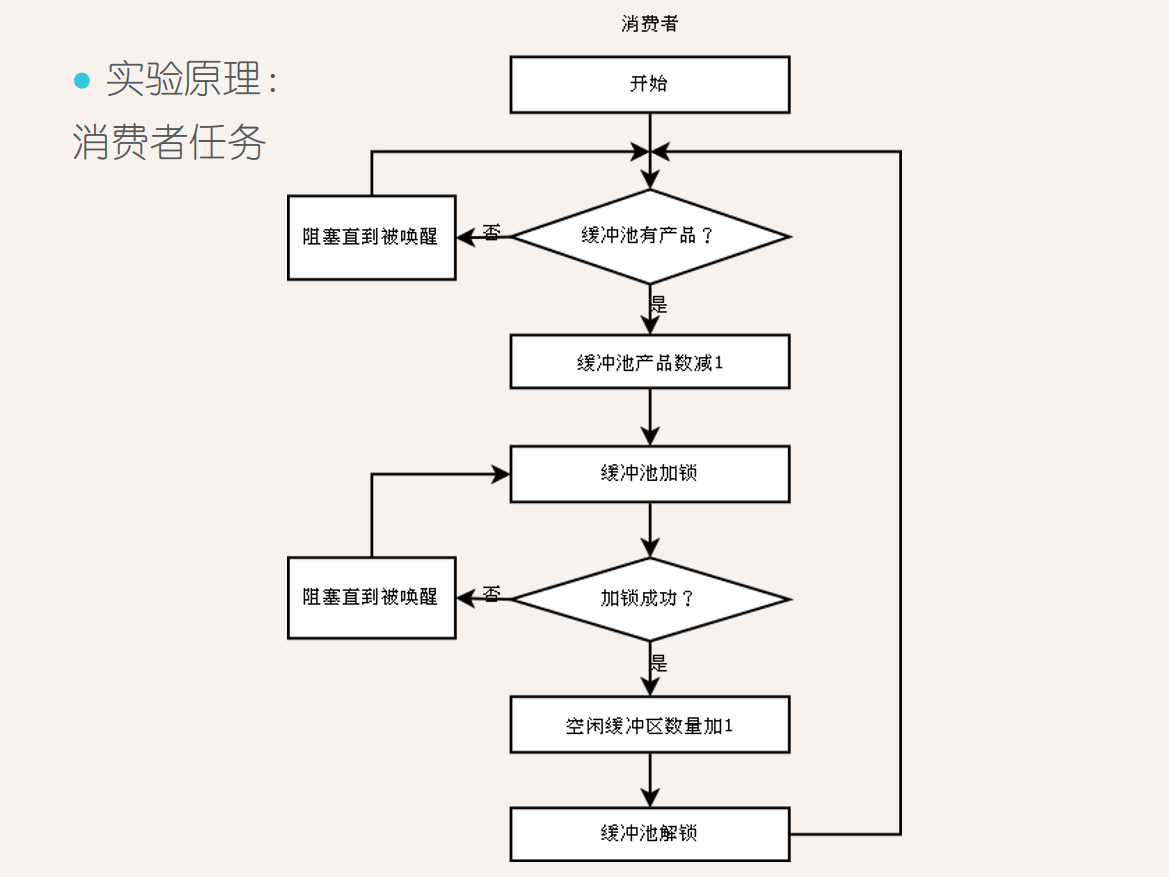 消费者
实验原理：
消费者任务
开始
缓冲池有产品？
否
阻塞直到被唤醒
是
缓冲池产品数减1
缓冲池加锁
加锁成功？
否
阻塞直到被唤醒
是
空闲缓冲区数量加1
缓冲池解锁